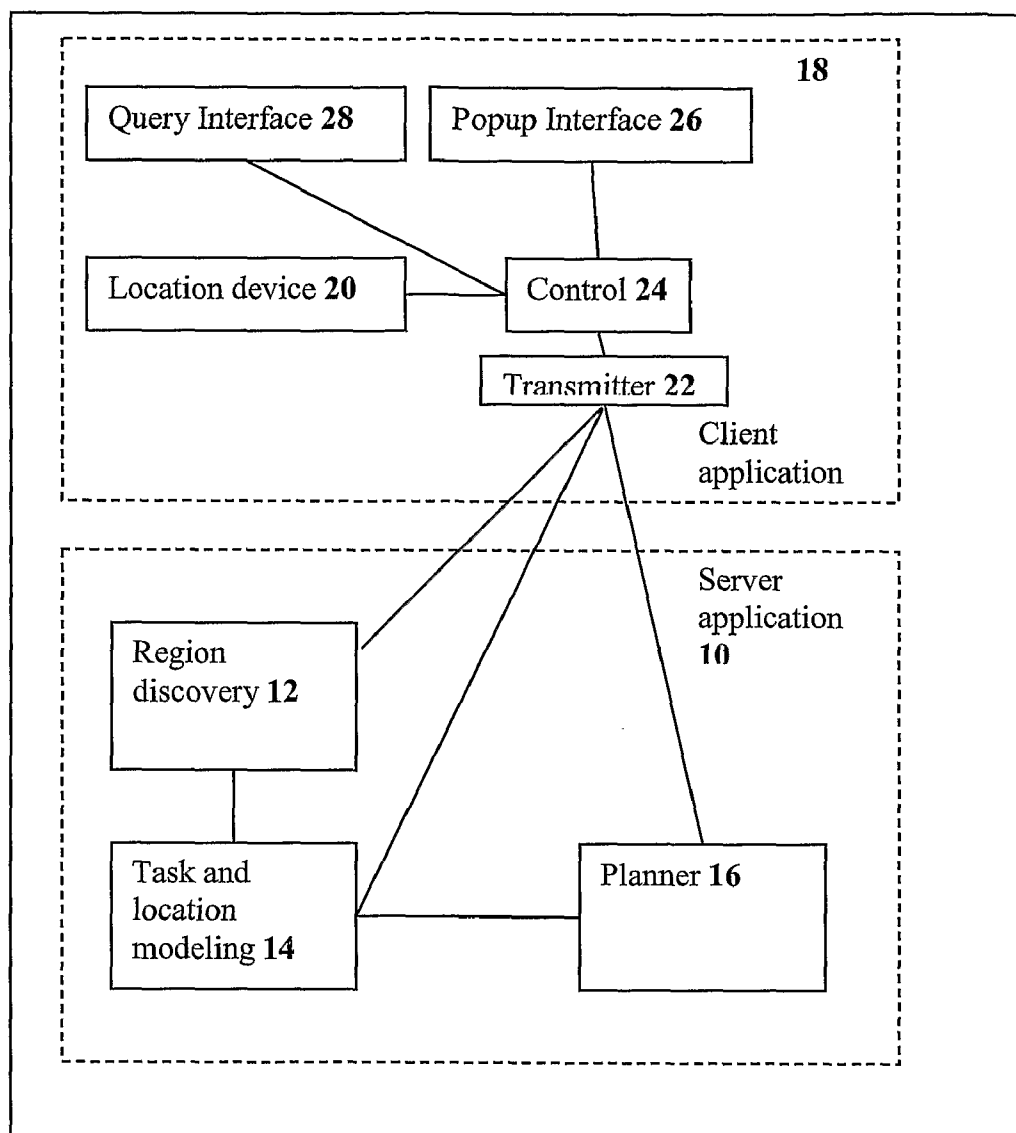 18
Query Interface 28
Popup Interface 26
Location device 20
Control 24
Transmitter 22
Client
application
Server
application
10
Region
discovery 12
Task and
location
modeling 14
Planner 16